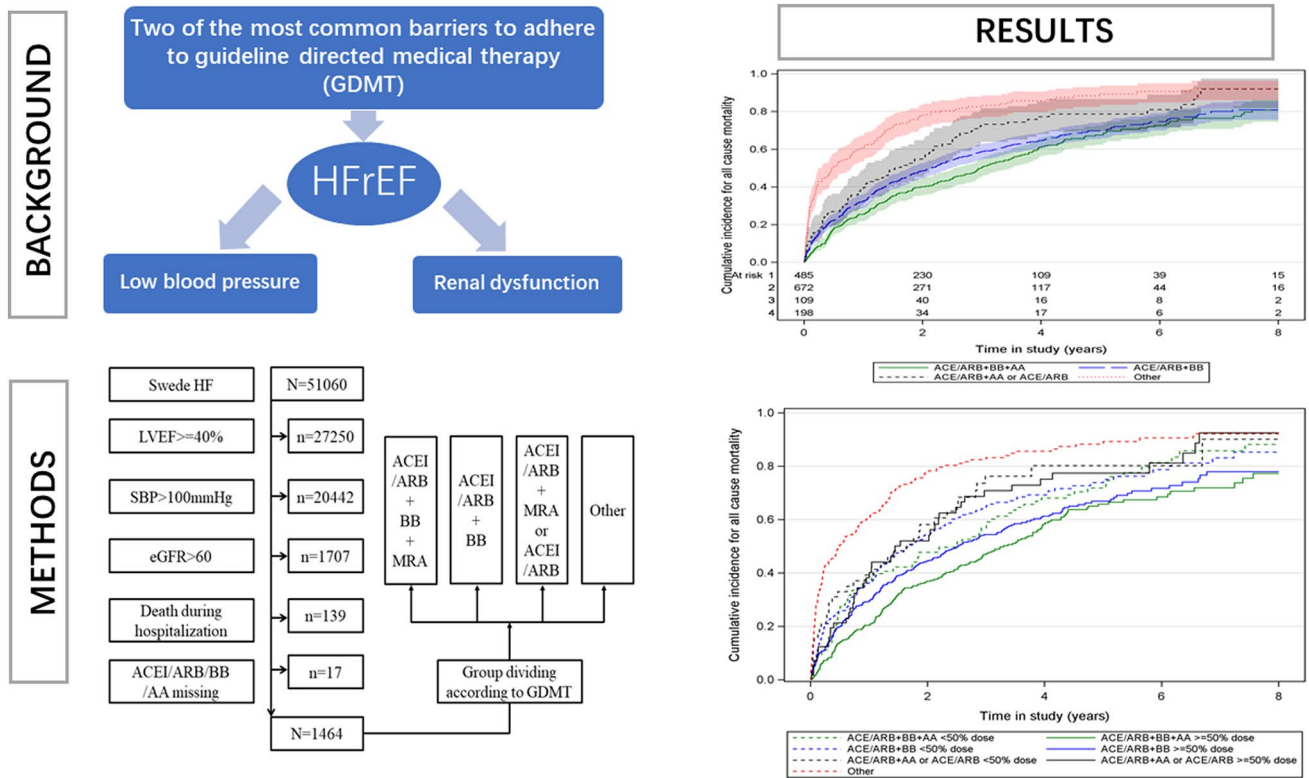 BACKGROUND
Two of the most common barriers to adhere
to guideline directed medical therapy
(GDMT)
HFrEF
Low blood pressure
Renal dysfunction
METHODS
Swede HF
N=51060
LVEF>=40%
n=27250
SBP>100mmHg
n=20442
eGFR>60
n=1707
Death during
hospitalization
n=139
ACEI/ARB/BB
/AA missing
n=17
N=1464
Group dividing
according to GDMT
ACEI
/ARB
+
BB
+
MRA
ACEI
/ARB
+
BB
ACEI
/ARB
+
MRA
or
ACEI
/ARB
Other
RESULTS
Cumulative incidence for all cause mortality
1.0
0.8
0.6
0.4
0.2
0.0
At risk 1 485 230 109 39 15
2 672 271 117 44 16
3 109 40 16 8 2
4 198 34 17 6 2
0 2 4 6 8
Time in study (years)
ACE/ARB+BB+AA ACE/ARB+BB
ACE/ARB+AA or ACE/ARB Other
Cumulative incidence for all cause mortality
1.0
0.8
0.6
0.4
0.2
0.0
0 2 4 6 8
Time in study (years)
ACE/ARB+BB+AA <50% dose ACE/ARB+BB+AA >=50% dose
ACE/ARB+BB <50% dose ACE/ARB+BB >=50% dose
ACE/ARB+AA or ACE/ARB <50% dose ACE/ARB+AA or ACE/ARB >=50% dose
Other